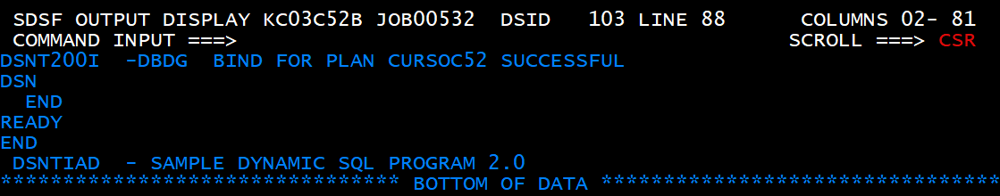 SDSF OUTPUT DISPLAY KC03C52B JOB00532  DSID   103 LINE 88      COLUMNS 02- 81
COMMAND INPUT ===>                                            SCROLL ===> CSR
DSNT200I  -DBDG  BIND FOR PLAN CURSOC52 SUCCESSFUL
DSN
  END
READY
END
 DSNTIAD  - SAMPLE DYNAMIC SQL PROGRAM 2.0
******************************** BOTTOM OF DATA ********************************